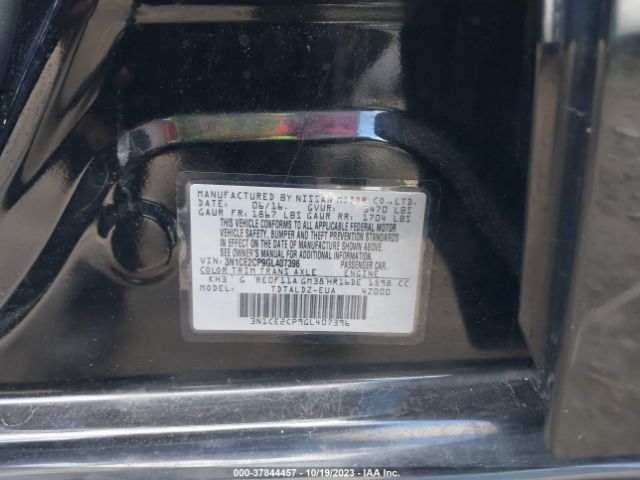 MANUFACTURED BY NISSAN MOTOR CO.,LTD.
DATE: 06/16. GVWR: 3470 LBS
GAWR FR: 1867 LBS GAWR RR: 1704 LBS
THIS VEHICLE CONFORMS TO ALL APPLICABLE FEDERAL MOTOR
VEHICLE SAFETY, BUMPER AND THEFT PREVENTION STANDARDS
IN EFFECT ON THE DATE OF MANUFACTURE SHOWN ABOVE.
SEE OWNER'S MANUAL FOR ADDITIONAL INFORMATION.
VIN: 3N1CE2CP9GL407396 PASSENGER CAR.
COLOR TRIM TRANS AXLE ENGINE
KH3 G RE0F11A GM38 HR16DE 1598 CC
MODEL: TDTALDZ-EUA 4Z000
3N1CE2CP9GL407396
000-37844457 - 10/19/2023 - IAA Inc.